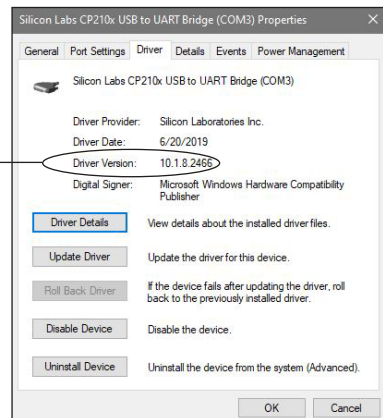 Silicon Labs CP210x USB to UART Bridge (COM3) Properties
General Port Settings Driver Details Events Power Management
Silicon Labs CP210x USB to UART Bridge (COM3)
Driver Provider: Silicon Laboratories Inc.
Driver Date: 6/20/2019
Driver Version: 10.1.8.2466
Digital Signer: Microsoft Windows Hardware Compatibility
Publisher
Driver Details View details about the installed driver files.
Update Driver Update the driver for this device.
Roll Back Driver If the device fails after updating the driver, roll
back to the previously installed driver.
Disable Device Disable the device.
Uninstall Device Uninstall the device from the system (Advanced).
OK Cancel